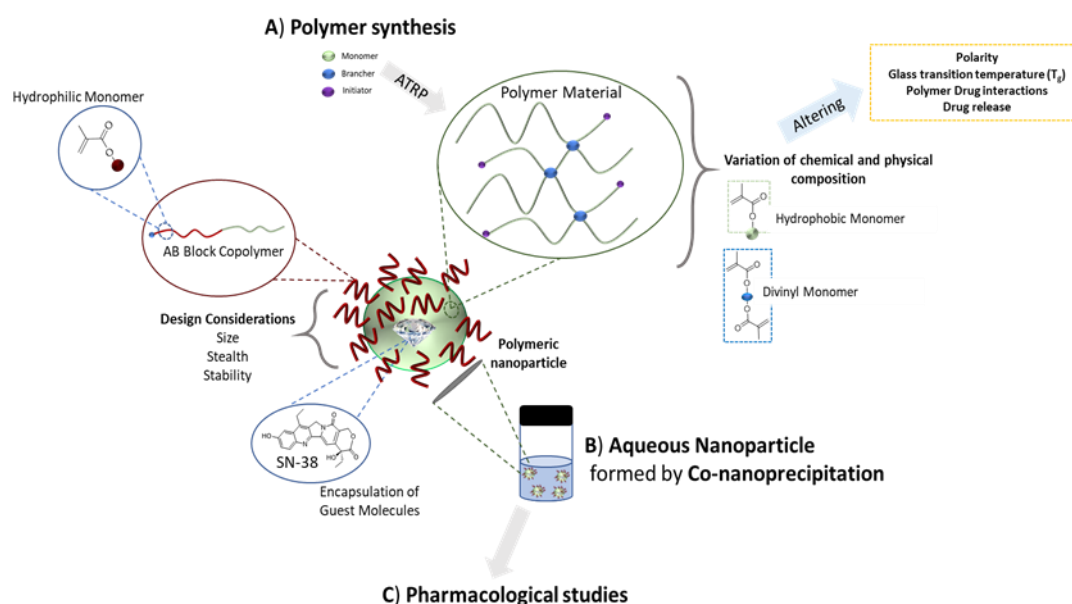 A) Polymer synthesis
Monomer
Brancher
Initiator
ATRP
Hydrophilic Monomer
O
O
AB Block Copolymer
Polymer Material
Altering
Polarity
Glass transition temperature (Tg)
Polymer Drug interactions
Drug release
Variation of chemical and physical
composition
O
O
Hydrophobic Monomer
O
O
O
O
Divinyl Monomer
Design Considerations
Size
Stealth
Stability
Polymeric
nanoparticle
HO
N
N
O
O
HO
O
SN-38
Encapsulation of
Guest Molecules
B) Aqueous Nanoparticle
formed by Co-nanoprecipitation
C) Pharmacological studies